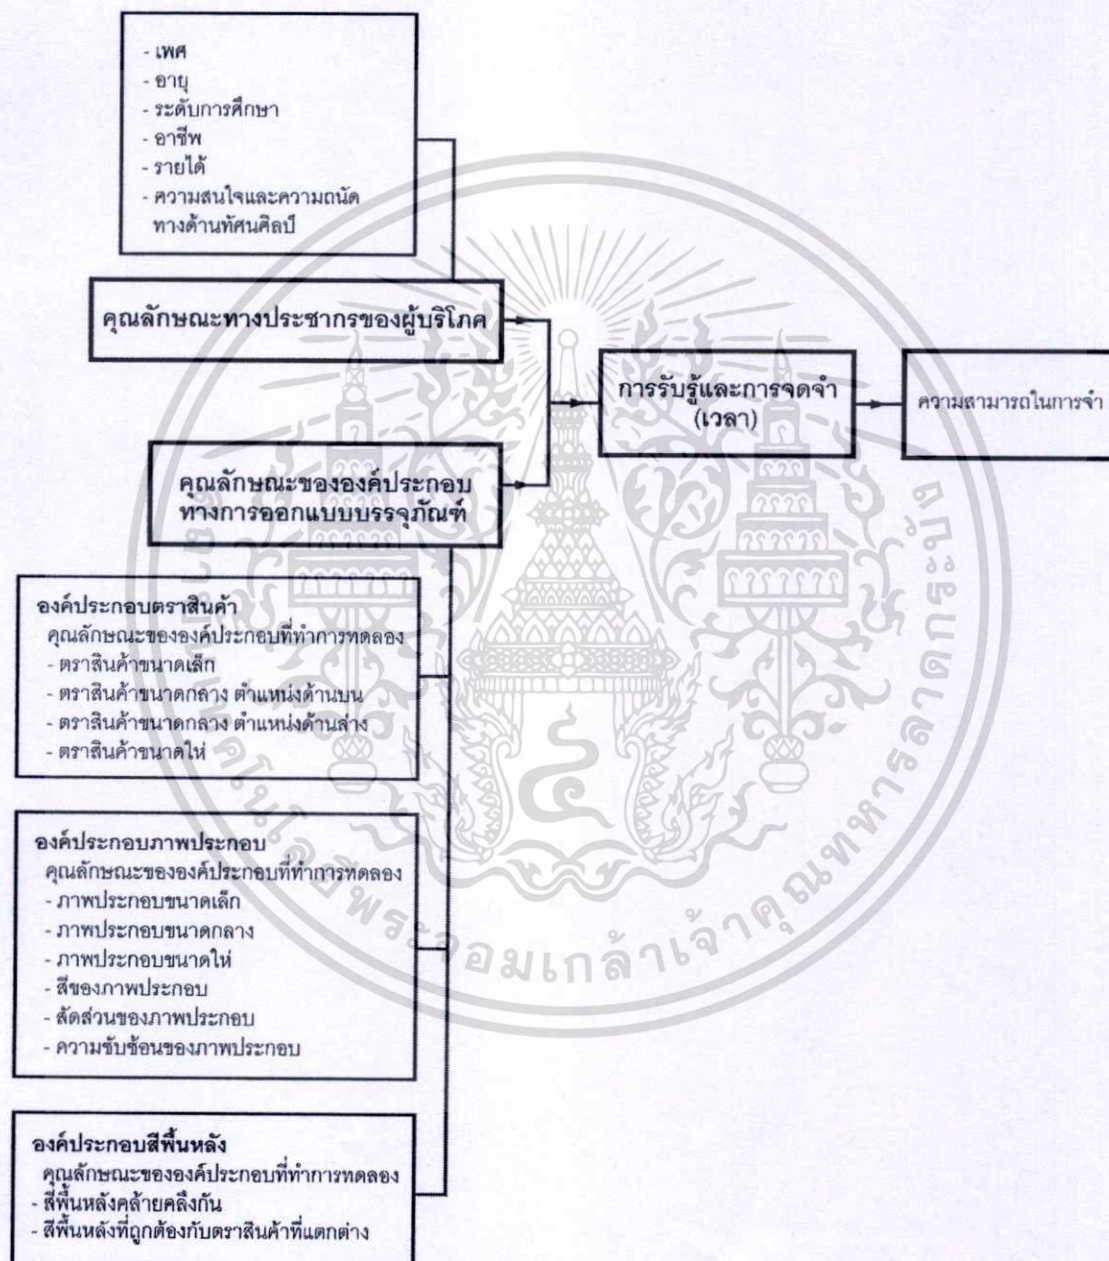 - เพศ
- อายุ
- ระดับการศึกษา
- อาชีพ
- รายได้
- ความสนใจและความถนัด
ทางด้านทัศนศิลป์
คุณลักษณะทางประชากรของผู้บริโภค
คุณลักษณะขององค์ประกอบ
ทางการออกแบบบรรจุภัณฑ์
การรับรู้และการจดจำ
(เวลา)
ความสามารถในการจำ
องค์ประกอบตราสินค้า
คุณลักษณะขององค์ประกอบที่ทำการทดลอง
- ตราสินค้าขนาดเล็ก
- ตราสินค้าขนาดกลาง ตำแหน่งด้านบน
- ตราสินค้าขนาดกลาง ตำแหน่งด้านล่าง
- ตราสินค้าขนาดให่
องค์ประกอบภาพประกอบ
คุณลักษณะขององค์ประกอบที่ทำการทดลอง
- ภาพประกอบขนาดเล็ก
- ภาพประกอบขนาดกลาง
- ภาพประกอบขนาดให่
- สีของภาพประกอบ
- สัดส่วนของภาพประกอบ
- ความซับซ้อนของภาพประกอบ
องค์ประกอบสีพื้นหลัง
คุณลักษณะขององค์ประกอบที่ทำการทดลอง
- สีพื้นหลังคล้ายคลึงกัน
- สีพื้นหลังที่ถูกต้องกับตราสินค้าที่แตกต่าง
พระจอมเกล้าเจ้าคุณทหารลาดกระบัง